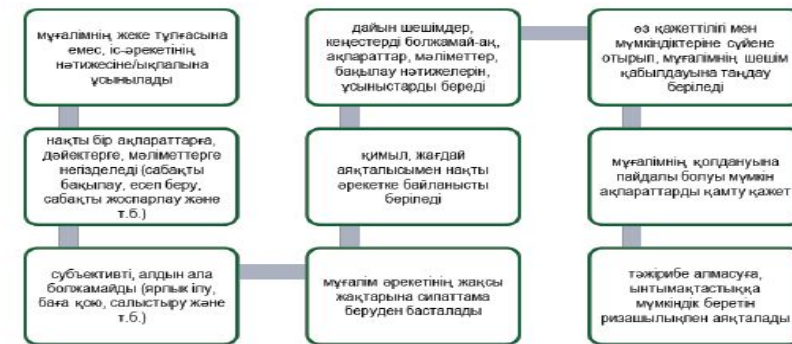 мұғалімнің жеке тұлғасына
емес, іс-әрекетінің
нәтижесіне/ықпалына
ұсынылады
нақты бір ақпараттарға,
дәйектерге, мәліметтерге
негізделеді (сабақты
бақылау, есеп беру,
сабақты жоспарлау және
т.б.)
субъективті, алдын ала
болжамайды (ярлык ілу,
баға қою, салыстыру және
т.б.)
мұғалім әрекетінің жақсы
жақтарына сипаттама
беруден басталады
қимыл, жағдай
аяқталысымен нақты
әрекетке байланысты
беріледі
дайын шешімдер,
кеңестерді болжамай-ақ,
ақпараттар, мәліметтер,
бақылау нәтижелерін,
ұсыныстарды береді
өз қажеттілігі мен
мүмкіндіктеріне сүйене
отырып, мұғалімнің шешім
қабылдауына таңдау
беріледі
мұғалімнің қолдануына
пайдалы болуы мүмкін
ақпараттарды қамту қажет
тәжірибе алмасуға,
ынтымақтастыққа
мүмкіндік беретін
ризашылықпен аяқталады